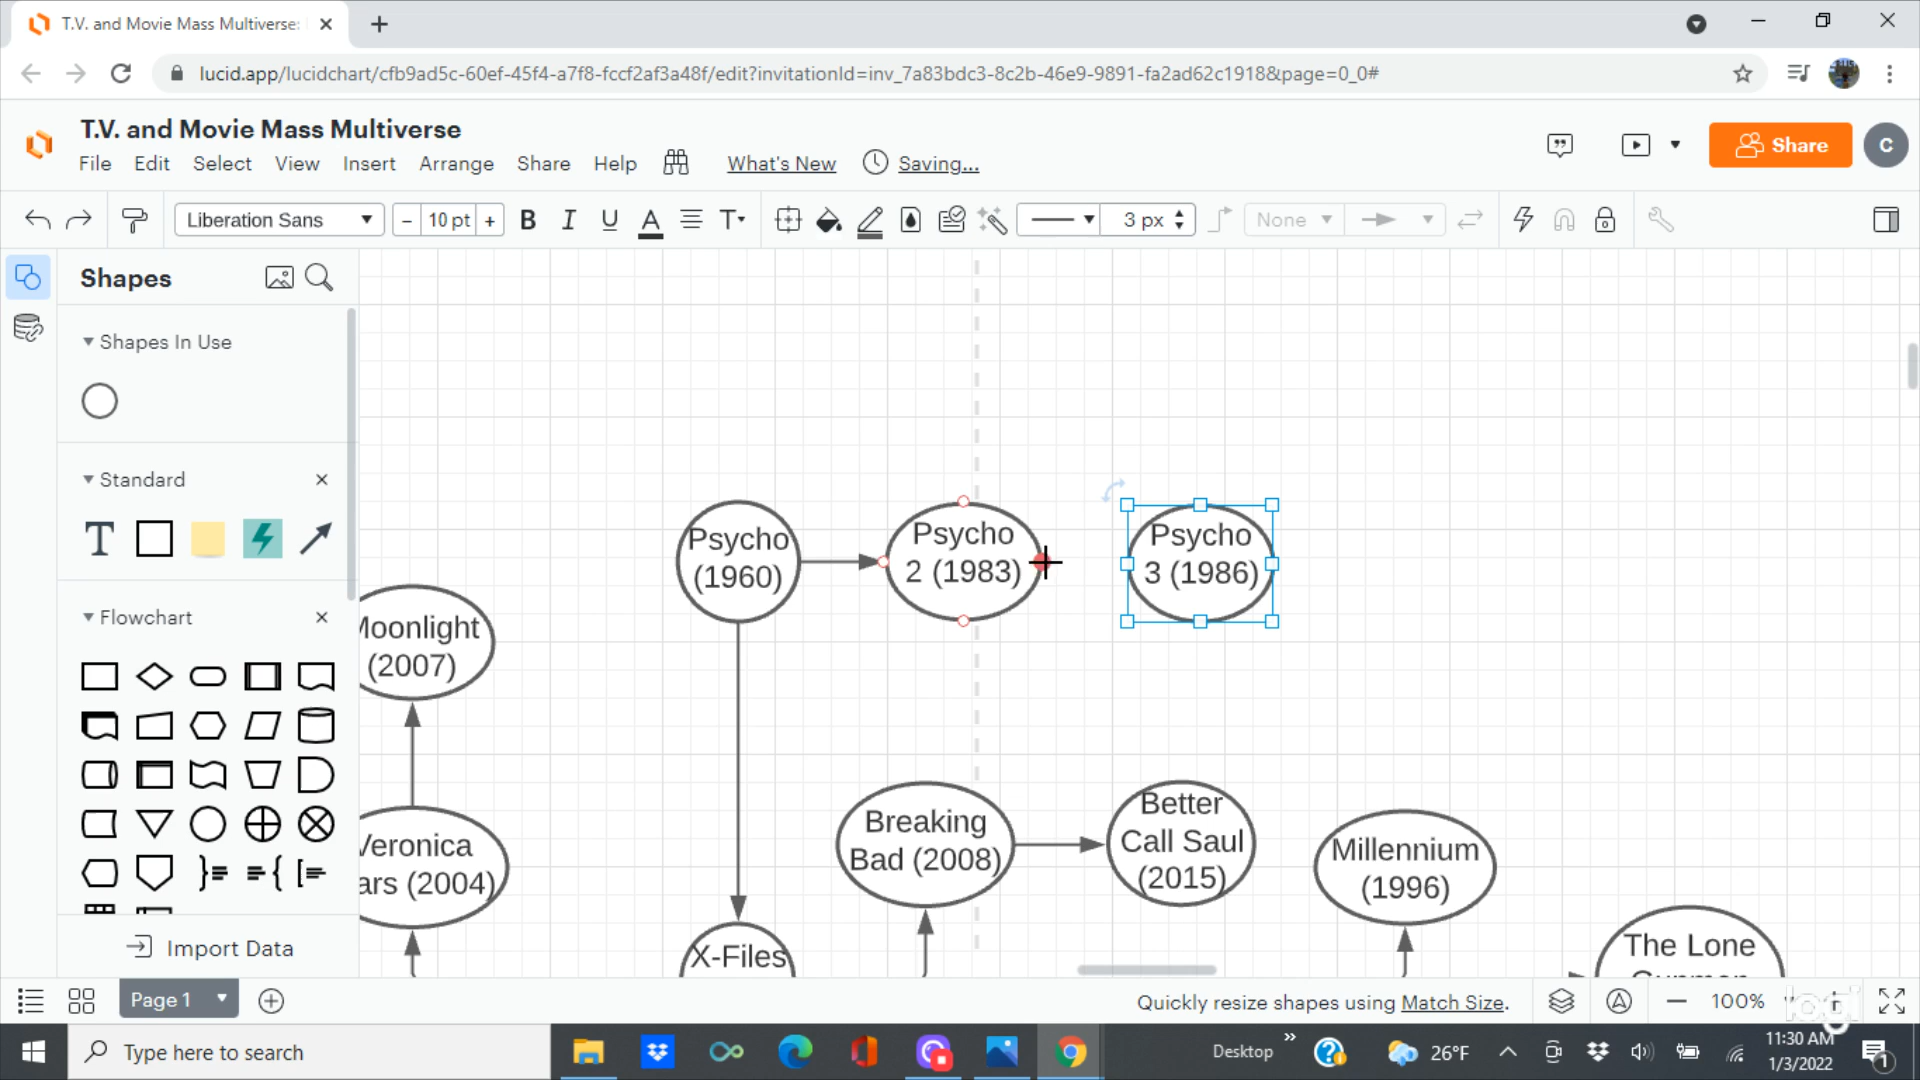 T.V. and Movie Mass Multiverse:
lucid.app/lucidchart/cfb9ad5c-60ef-45f4-a7f8-fccf2af3a48f/edit?invitationId=inv_7a83bdc3-8c2b-46e9-9891-fa2ad62c1918&page=0_0#
T.V. and Movie Mass Multiverse
File Edit Select View Insert Arrange Share Help What's New Saving...
Share
C
Liberation Sans
− 10 pt +
B I U A T
3 px
None
Shapes
Shapes In Use
Standard
T
Flowchart
Import Data
Psycho
(1960)
Psycho
2 (1983)
Psycho
3 (1986)
Moonlight
(2007)
Veronica
ars (2004)
Breaking
Bad (2008)
Better
Call Saul
(2015)
Millennium
(1996)
X-Files
The Lone
Gunmen
Page 1
Quickly resize shapes using Match Size.
100%
logi
Type here to search
Desktop
26°F
11:30 AM
1/3/2022
1